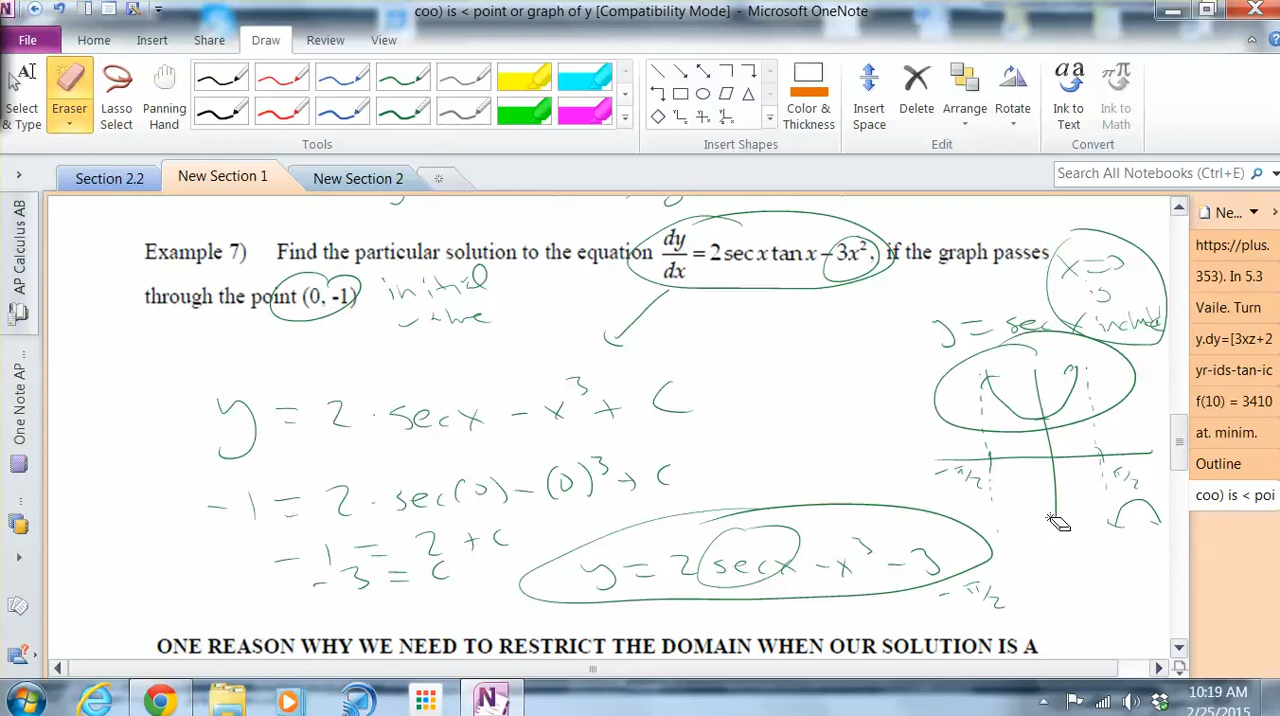 coo) is < point or graph of y [Compatibility Mode] - Microsoft OneNote
File Home Insert Share Draw Review View
Select & Type
Eraser
Lasso Select
Panning Hand
Color & Thickness
Insert Space
Delete
Arrange
Rotate
Ink to Text
Ink to Math
Tools Insert Shapes Edit Convert
Section 2.2 New Section 1 New Section 2
Search All Notebooks (Ctrl+E)
AP Calculus AB
One Note AP ...
Ne...
https://plus.
353). In 5.3
Vaile. Turn
y.dy=[3xz+2
yr-ids-tan-ic
f(10) = 3410
at. minim.
Outline
coo) is < poi
Example 7) Find the particular solution to the equation dy/dx = 2 sec x tan x − 3x², if the graph passes
through the point (0, -1)
initial
x=0
is
y = sec x
y = 2 · sec x − x³ + C
-π/2 π/2
-1 = 2 · sec(0) − (0)³ + C
-1 = 2 + C
-3 = C
y = 2 sec x − x³ − 3
-π/2
ONE REASON WHY WE NEED TO RESTRICT THE DOMAIN WHEN OUR SOLUTION IS A
10:19 AM
2/25/2015